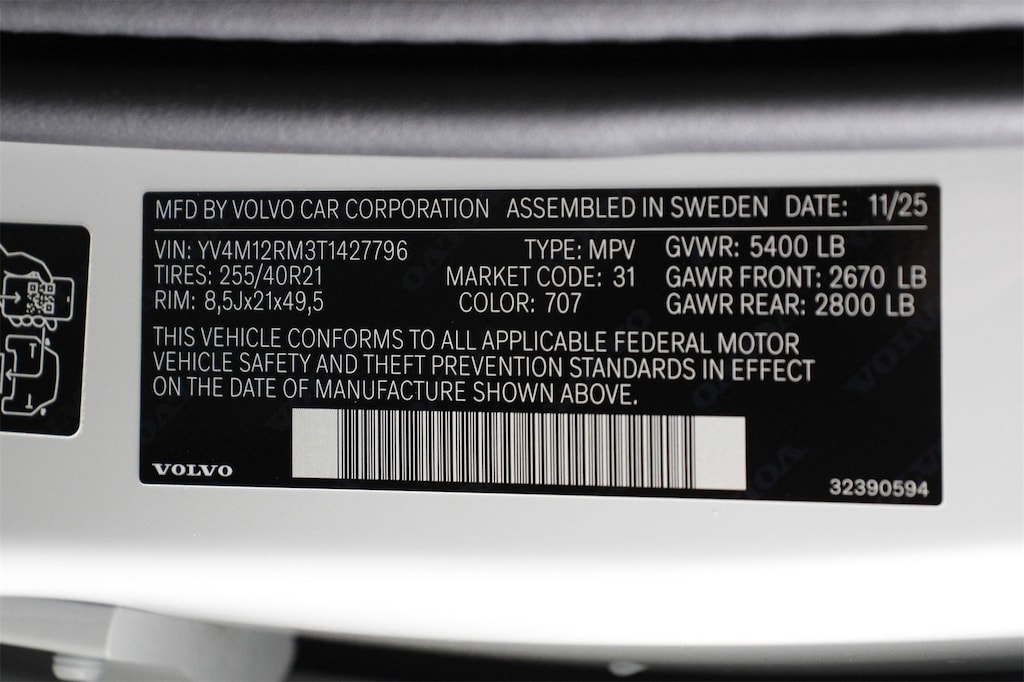 MFD BY VOLVO CAR CORPORATION ASSEMBLED IN SWEDEN DATE: 11/25
VIN: YV4M12RM3T1427796 TYPE: MPV GVWR: 5400 LB
TIRES: 255/40R21 MARKET CODE: 31 GAWR FRONT: 2670 LB
RIM: 8,5Jx21x49,5 COLOR: 707 GAWR REAR: 2800 LB
THIS VEHICLE CONFORMS TO ALL APPLICABLE FEDERAL MOTOR
VEHICLE SAFETY AND THEFT PREVENTION STANDARDS IN EFFECT
ON THE DATE OF MANUFACTURE SHOWN ABOVE.
VOLVO
32390594